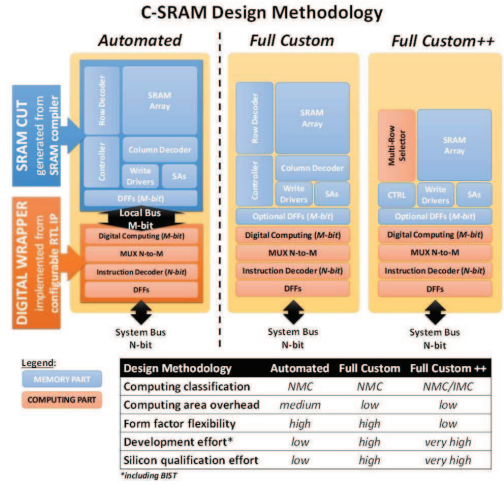 C-SRAM Design Methodology
Automated
Full Custom
Full Custom++
SRAM CUT
generated from
SRAM compiler
DIGITAL WRAPPER
implemented from
configurable RTL IP
Row Decoder
SRAM
Array
Controller
Column Decoder
Write
Drivers
SAs
DFFs (M-bit)
Local Bus
M-bit
Digital Computing (M-bit)
MUX N-to-M
Instruction Decoder (N-bit)
DFFs
System Bus
N-bit
Row Decoder
SRAM
Array
Controller
Column Decoder
Write
Drivers
SAs
Optional DFFs (M-bit)
Digital Computing (M-bit)
MUX N-to-M
Instruction Decoder (N-bit)
DFFs
System Bus
N-bit
Multi-Row
Selector
SRAM
Array
CTRL
Write
Drivers
SAs
Optional DFFs (M-bit)
Digital Computing (M-bit)
MUX N-to-M
Instruction Decoder (N-bit)
DFFs
System Bus
N-bit
Legend:
MEMORY PART
COMPUTING PART
Design Methodology Automated Full Custom Full Custom ++
Computing classification NMC NMC NMC/IMC
Computing area overhead medium low low
Form factor flexibility high high low
Development effort* low high very high
Silicon qualification effort low high very high
*including BIST